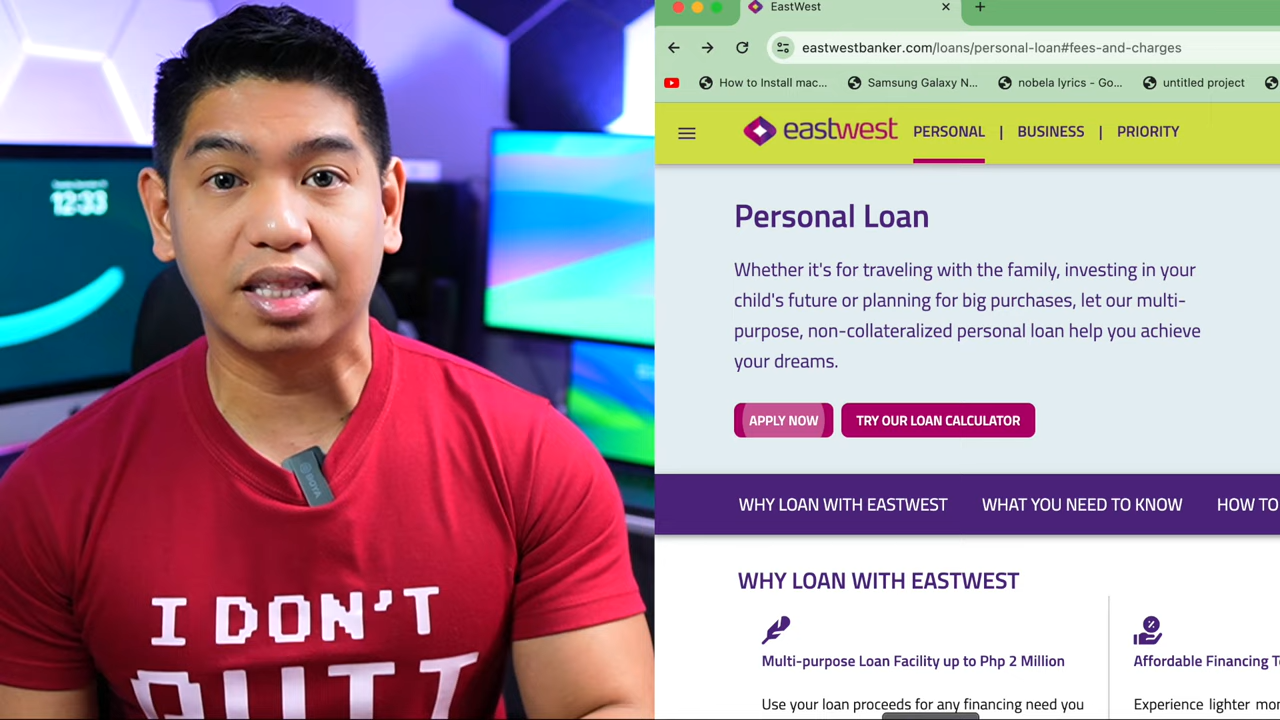 12:33
BOYA
I DON'T
QUIT
EastWest
eastwestbanker.com/loans/personal-loan#fees-and-charges
How to Install mac...
Samsung Galaxy N...
nobela lyrics - Go...
untitled project
eastwest
PERSONAL | BUSINESS | PRIORITY
Personal Loan
Whether it's for traveling with the family, investing in your
child's future or planning for big purchases, let our multi-
purpose, non-collateralized personal loan help you achieve
your dreams.
APPLY NOW
TRY OUR LOAN CALCULATOR
WHY LOAN WITH EASTWEST
WHAT YOU NEED TO KNOW
HOW TO
WHY LOAN WITH EASTWEST
Multi-purpose Loan Facility up to Php 2 Million
Affordable Financing T
Use your loan proceeds for any financing need you
Experience lighter mo